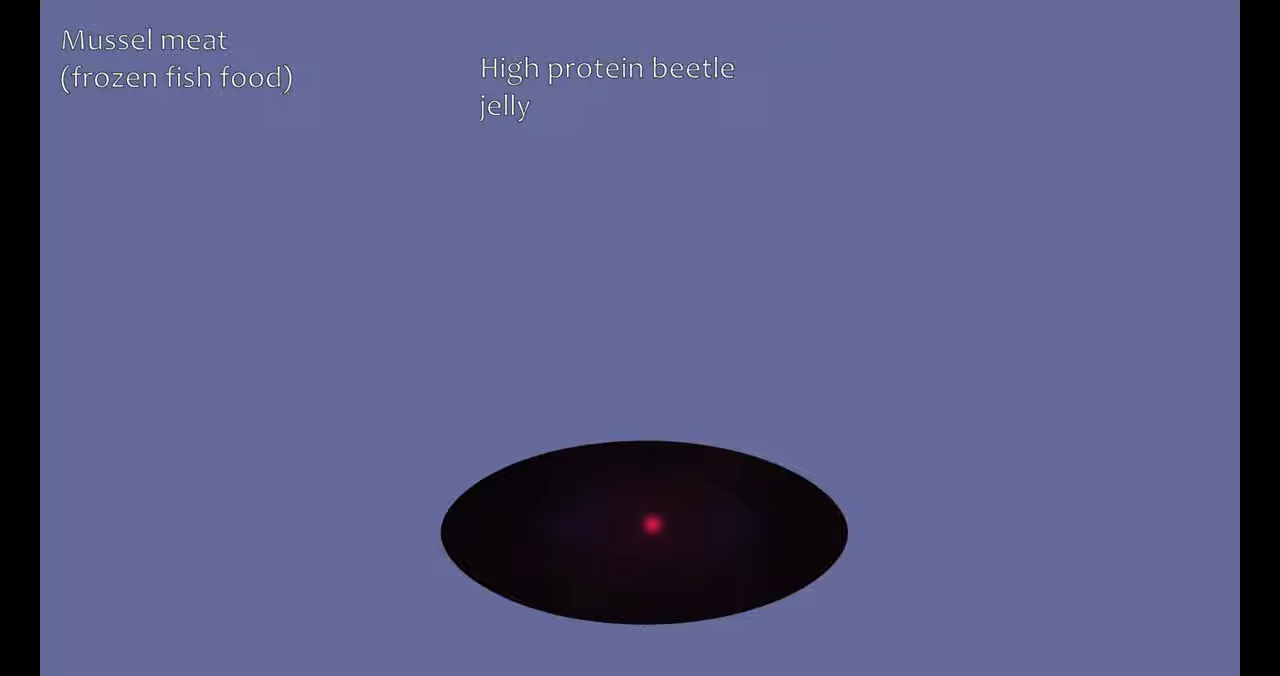 Mussel meat
(frozen fish food)
High protein beetle
jelly